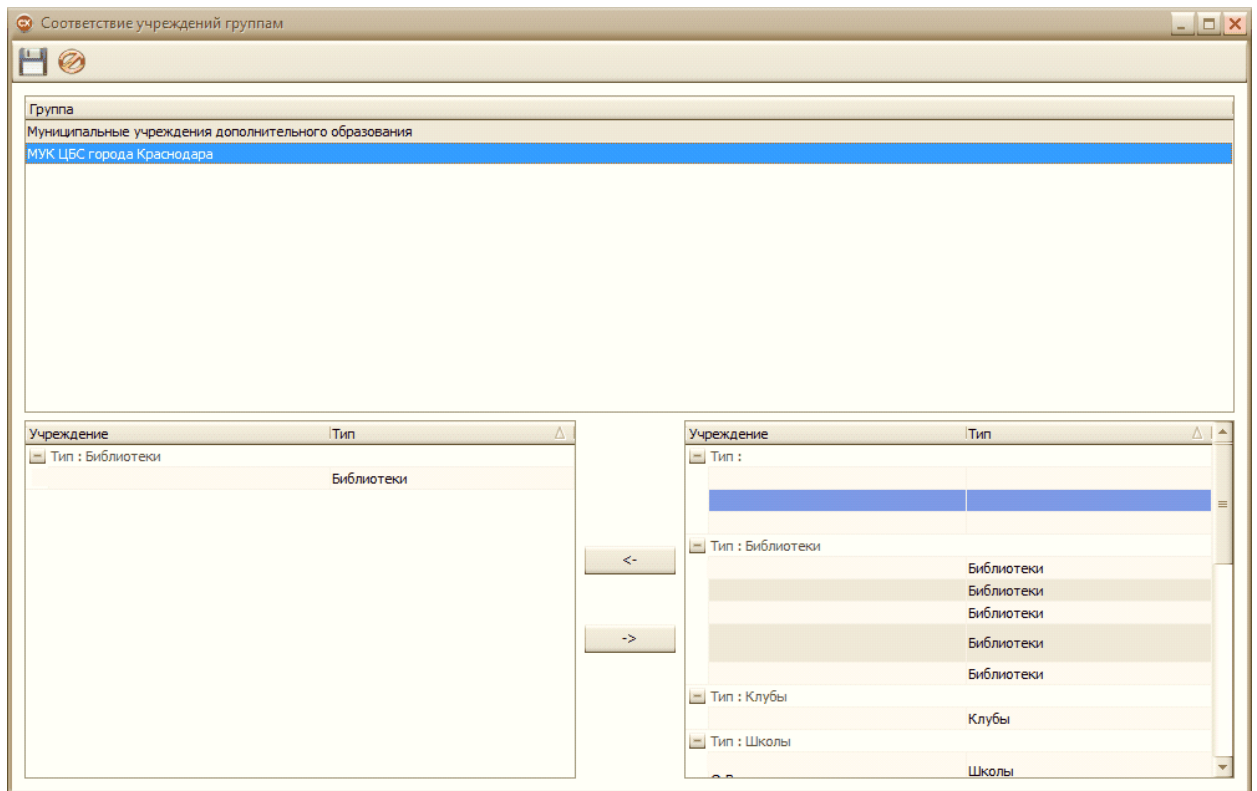 Соответствие учреждений группам
Группа
Муниципальные учреждения дополнительного образования
МУК ЦБС города Краснодара
Учреждение Тип
Тип : Библиотеки
Библиотеки
<-
->
Учреждение Тип
Тип :
Тип : Библиотеки
Библиотеки
Библиотеки
Библиотеки
Библиотеки
Библиотеки
Тип : Клубы
Клубы
Тип : Школы
Школы